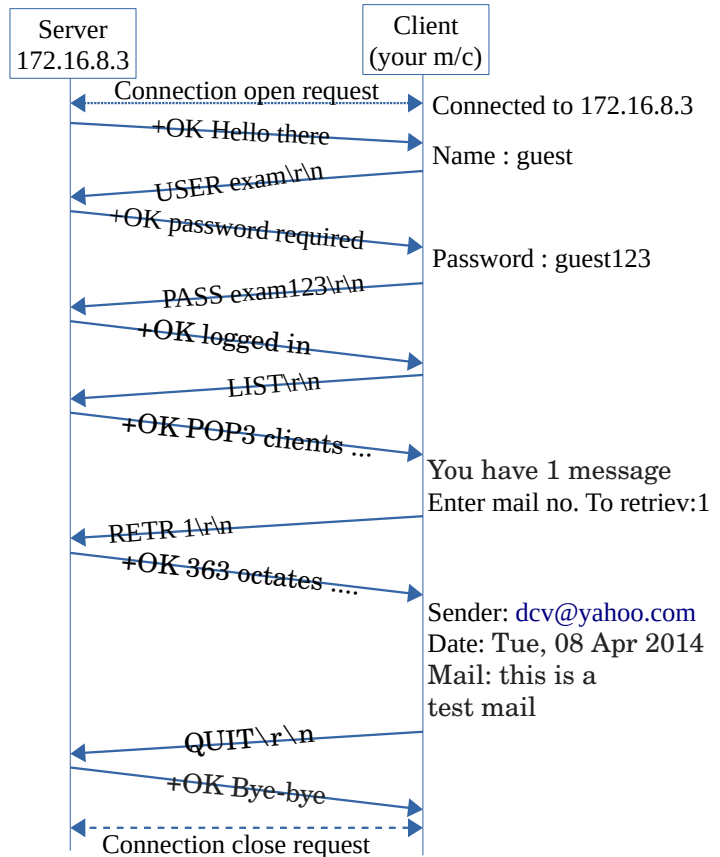 Server
172.16.8.3
Client
(your m/c)
Connection open request
Connected to 172.16.8.3
+OK Hello there
Name : guest
USER exam\r\n
+OK password required
Password : guest123
PASS exam123\r\n
+OK logged in
LIST\r\n
+OK POP3 clients ...
You have 1 message
Enter mail no. To retriev:1
RETR 1\r\n
+OK 363 octates ....
Sender: dcv@yahoo.com
Date: Tue, 08 Apr 2014
Mail: this is a
test mail
QUIT\r\n
+OK Bye-bye
Connection close request